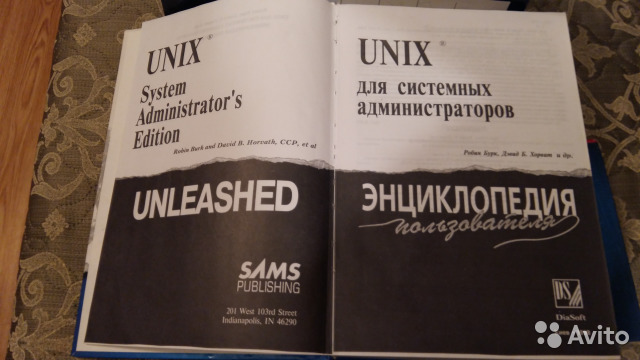 UNIX®
System
Administrator's
Edition
Robin Burk and David B. Horvath, CCP, et al
UNLEASHED
SAMS
PUBLISHING
201 West 103rd Street
Indianapolis, IN 46290
UNIX®
для системных
администраторов
Робин Бурк, Дэвид Б. Хорват и др.
ЭНЦИКЛОПЕДИЯ
пользователя
DS
DiaSoft
Avito